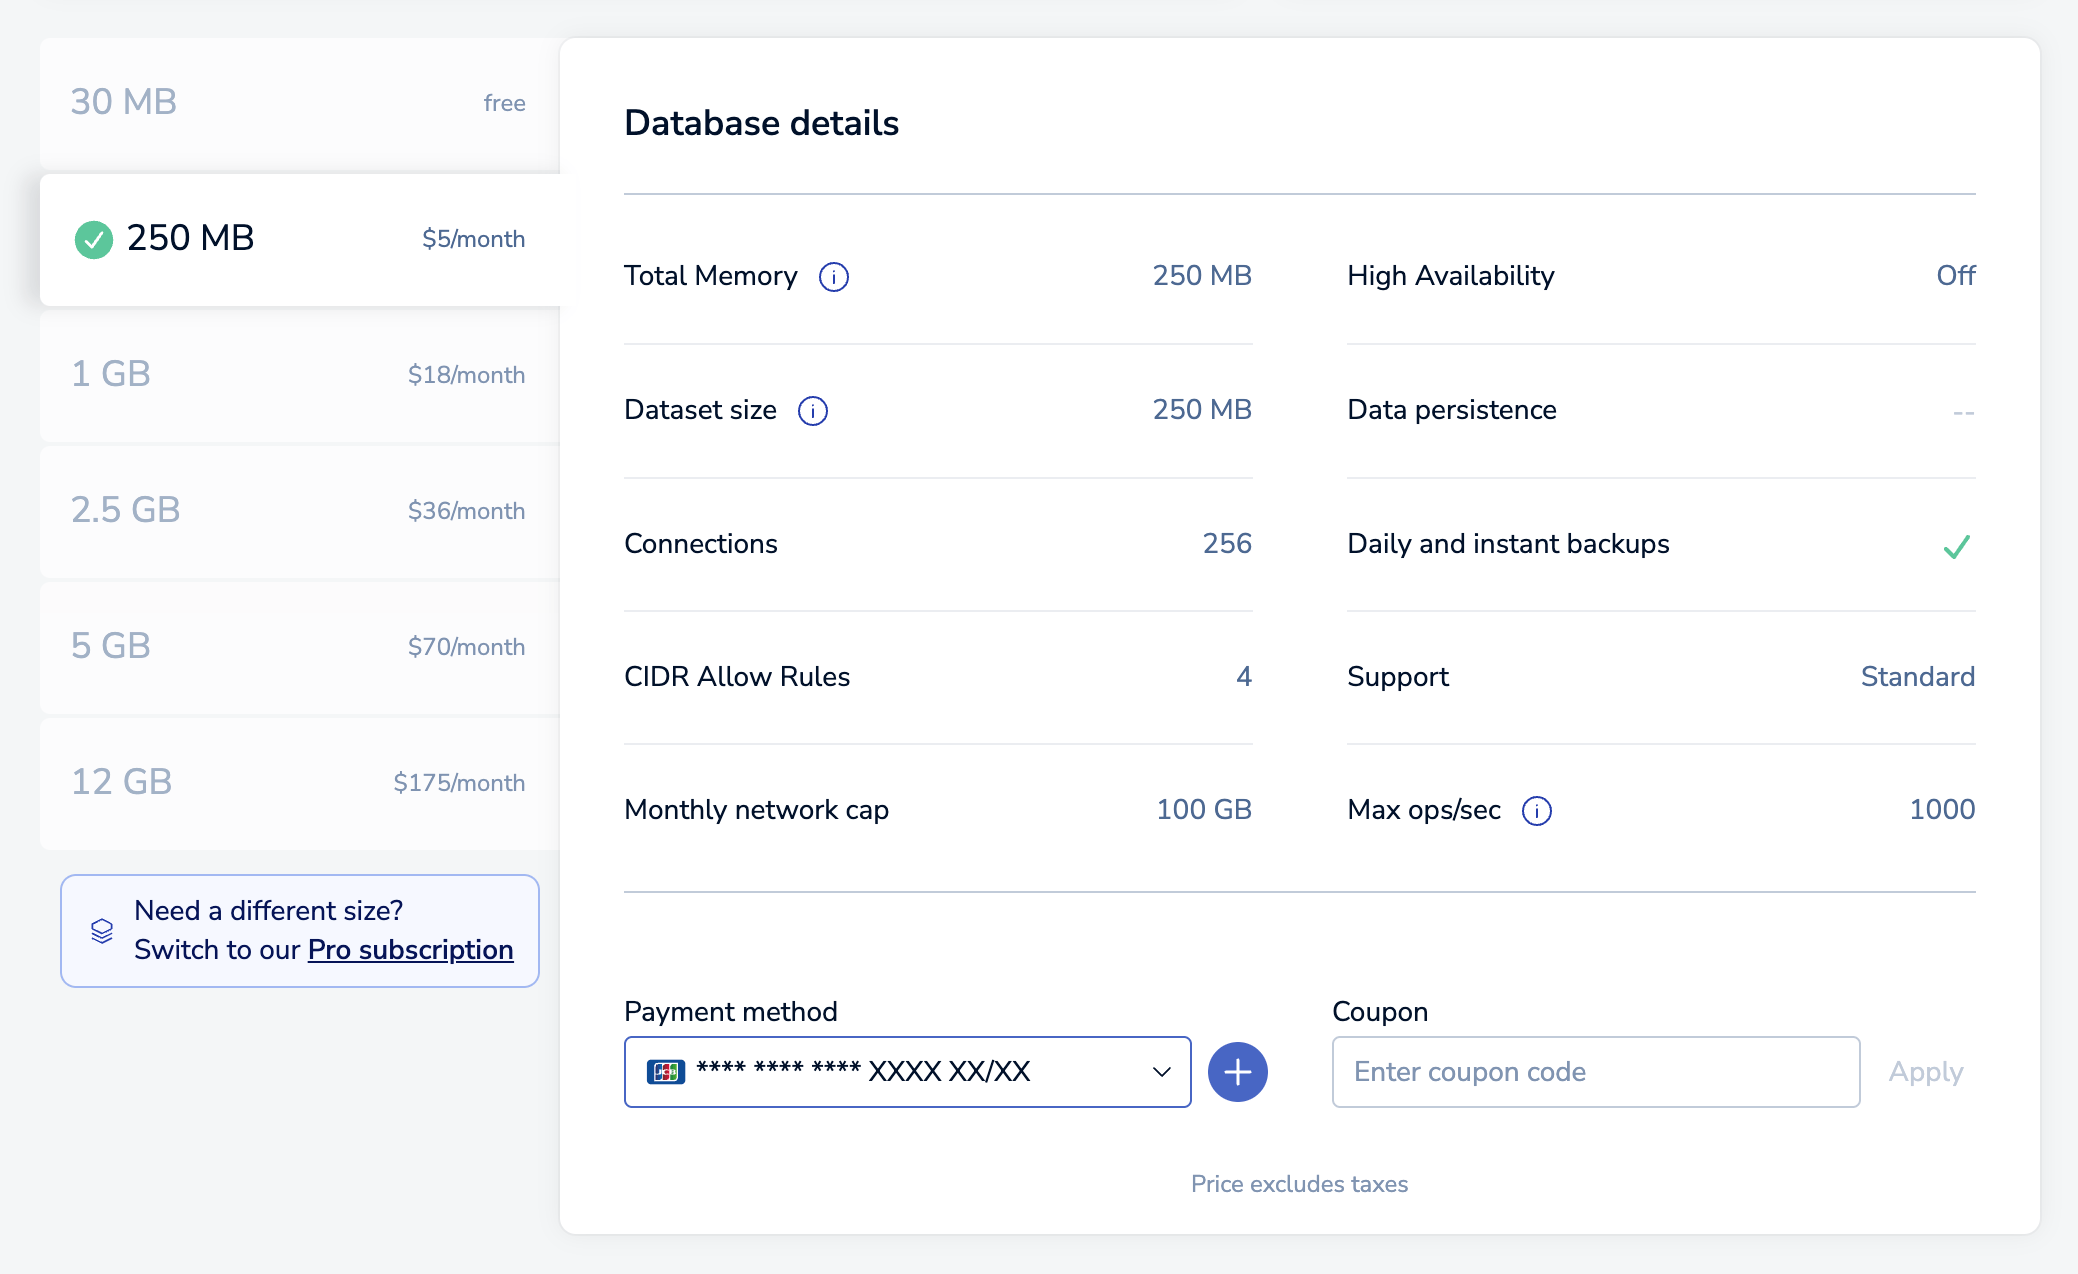 30 MB free
250 MB $5/month
1 GB $18/month
2.5 GB $36/month
5 GB $70/month
12 GB $175/month
Need a different size?
Switch to our Pro subscription
Database details
Total Memory 250 MB
High Availability Off
Dataset size 250 MB
Data persistence --
Connections 256
Daily and instant backups
CIDR Allow Rules 4
Support Standard
Monthly network cap 100 GB
Max ops/sec 1000
Payment method
JCB **** **** **** XXXX XX/XX
Coupon
Enter coupon code Apply
Price excludes taxes